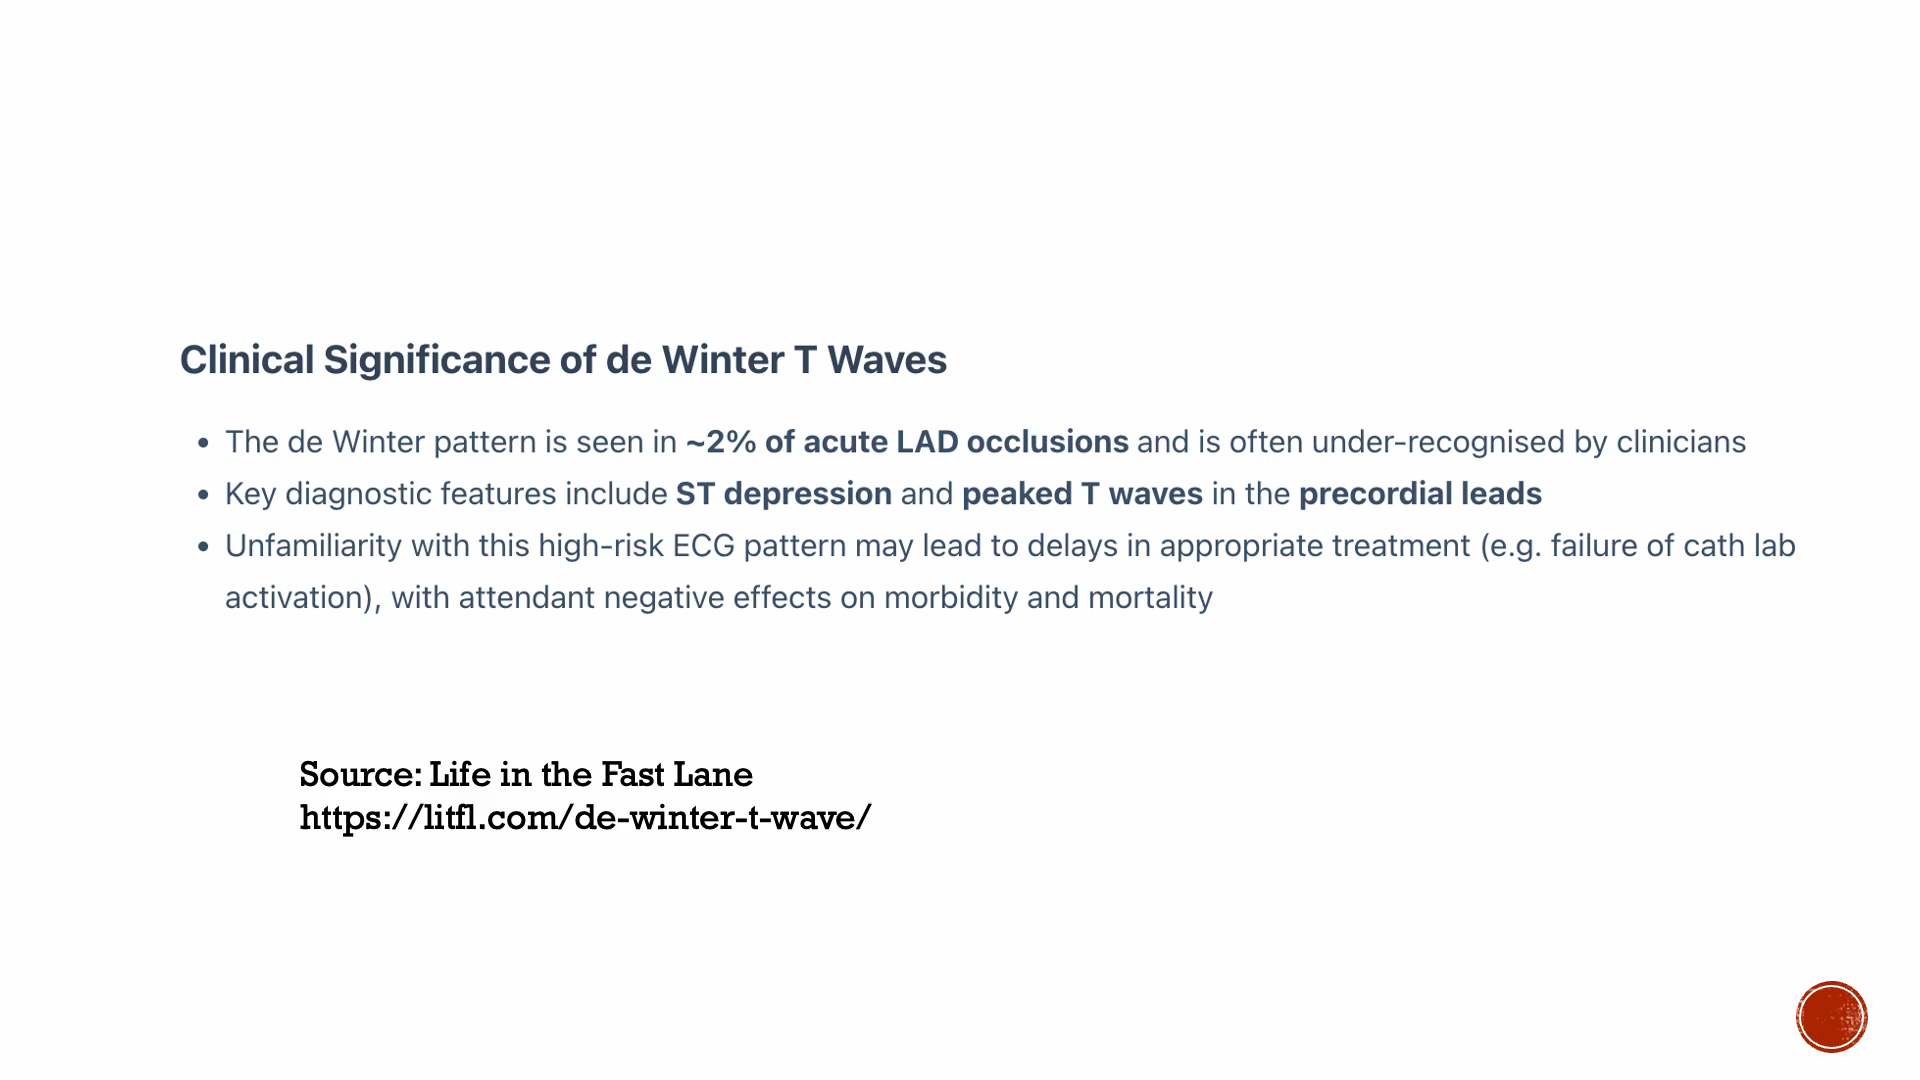 Clinical Significance of de Winter T Waves
• The de Winter pattern is seen in ~2% of acute LAD occlusions and is often under-recognised by clinicians
• Key diagnostic features include ST depression and peaked T waves in the precordial leads
• Unfamiliarity with this high-risk ECG pattern may lead to delays in appropriate treatment (e.g. failure of cath lab
activation), with attendant negative effects on morbidity and mortality
Source: Life in the Fast Lane
https://litfl.com/de-winter-t-wave/